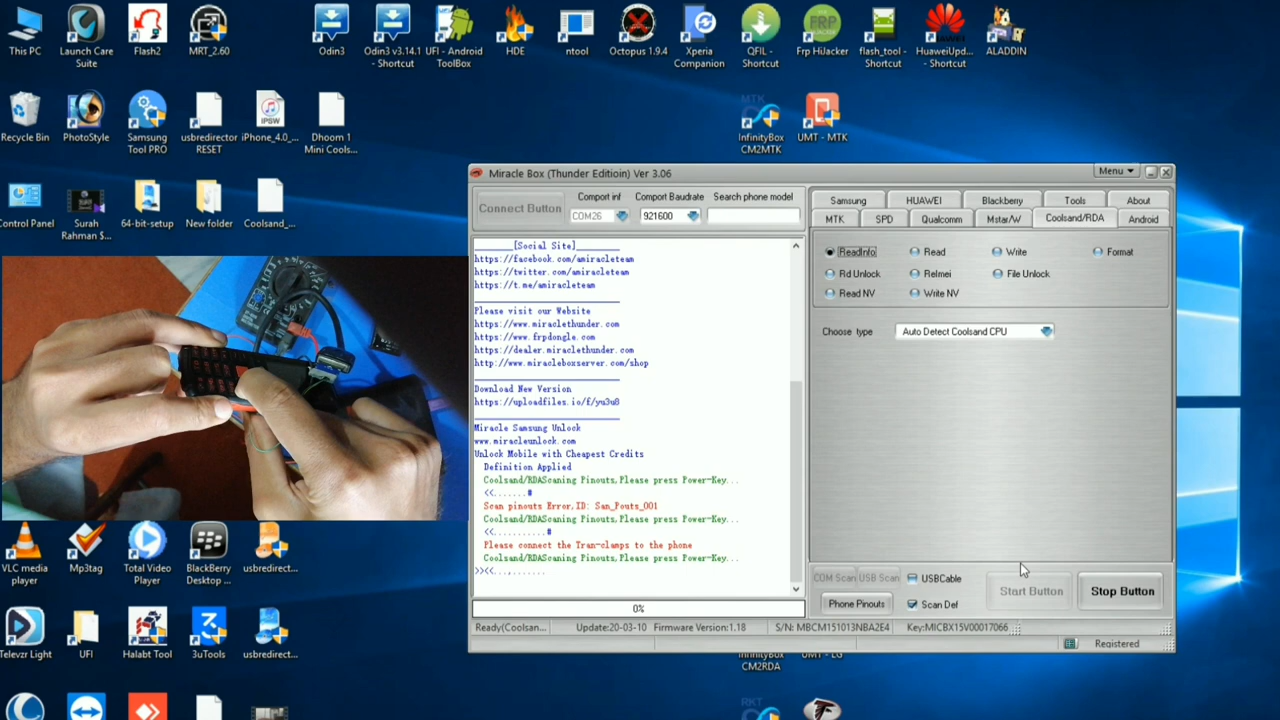 This PC
Launch Care
Suite
Flash2
MRT_2.60
Odin3
Odin3 v3.14.1
- Shortcut
UFI - Android
ToolBox
HDE
ntool
Octopus 1.9.4
Xperia
Companion
QFIL -
Shortcut
FRP
Frp HiJacker
flash_tool -
Shortcut
HUAWEI
HuaweiUpd...
- Shortcut
ALADDIN
Recycle Bin
PhotoStyle
Samsung
Tool PRO
usbredirector
RESET
IPSW
iPhone_4.0_...
Dhoom 1
Mini Cools...
MTK
InfinityBox
CM2MTK
UMT - MTK
Control Panel
Surah
Rahman $...
64-bit-setup
New folder
Coolsand_...
Miracle Box (Thunder Editioin) Ver 3.06
Menu
Connect Button
Comport inf
Comport Baudrate
Search phone model
COM26
921600
Samsung
HUAWEI
Blackberry
Tools
About
MTK
SPD
Qualcomm
Mstar/W
Coolsand/RDA
Android
ReadInfo
Read
Write
Format
Rd Unlock
ReImei
File Unlock
Read NV
Write NV
Choose type
Auto Detect Coolsand CPU
_______[Social Site]________
https://facebook.com/amiracleteam
https://twitter.com/amiracleteam
https://t.me/amiracleteam
Please visit our Website
https://www.miraclethunder.com
https://www.frpdongle.com
https://dealer.miraclethunder.com
http://www.miracleboxserver.com/shop
Download New Version
https://uploadfiles.io/f/yu3u8
Miracle Samsung Unlock
www.miracleunlock.com
Unlock Mobile with Cheapest Credits
Definition Applied
Coolsand/RDAScaning Pinouts,Please press Power-Key...
<<.......#
Scan pinouts Error,ID: San_Pouts_001
Coolsand/RDAScaning Pinouts,Please press Power-Key...
<<...........#
Please connect the Tran-clamps to the phone
Coolsand/RDAScaning Pinouts,Please press Power-Key...
>><<...,.......
0%
COM Scan
USB Scan
USBCable
Phone Pinouts
Scan Def
Start Button
Stop Button
Ready(Coolsan...
Update:20-03-10
Firmware Version:1.18
S/N: MBCM151013NBA2E4
Key:MICBX15V00017066
Registered
VLC media
player
Mp3tag
Total Video
Player
BlackBerry
Desktop ...
usbredirect...
Televzr Light
UFI
Halabt Tool
3uTools
usbredirect...
InfinityBox
CM2RDA
UMT - LG
RKT